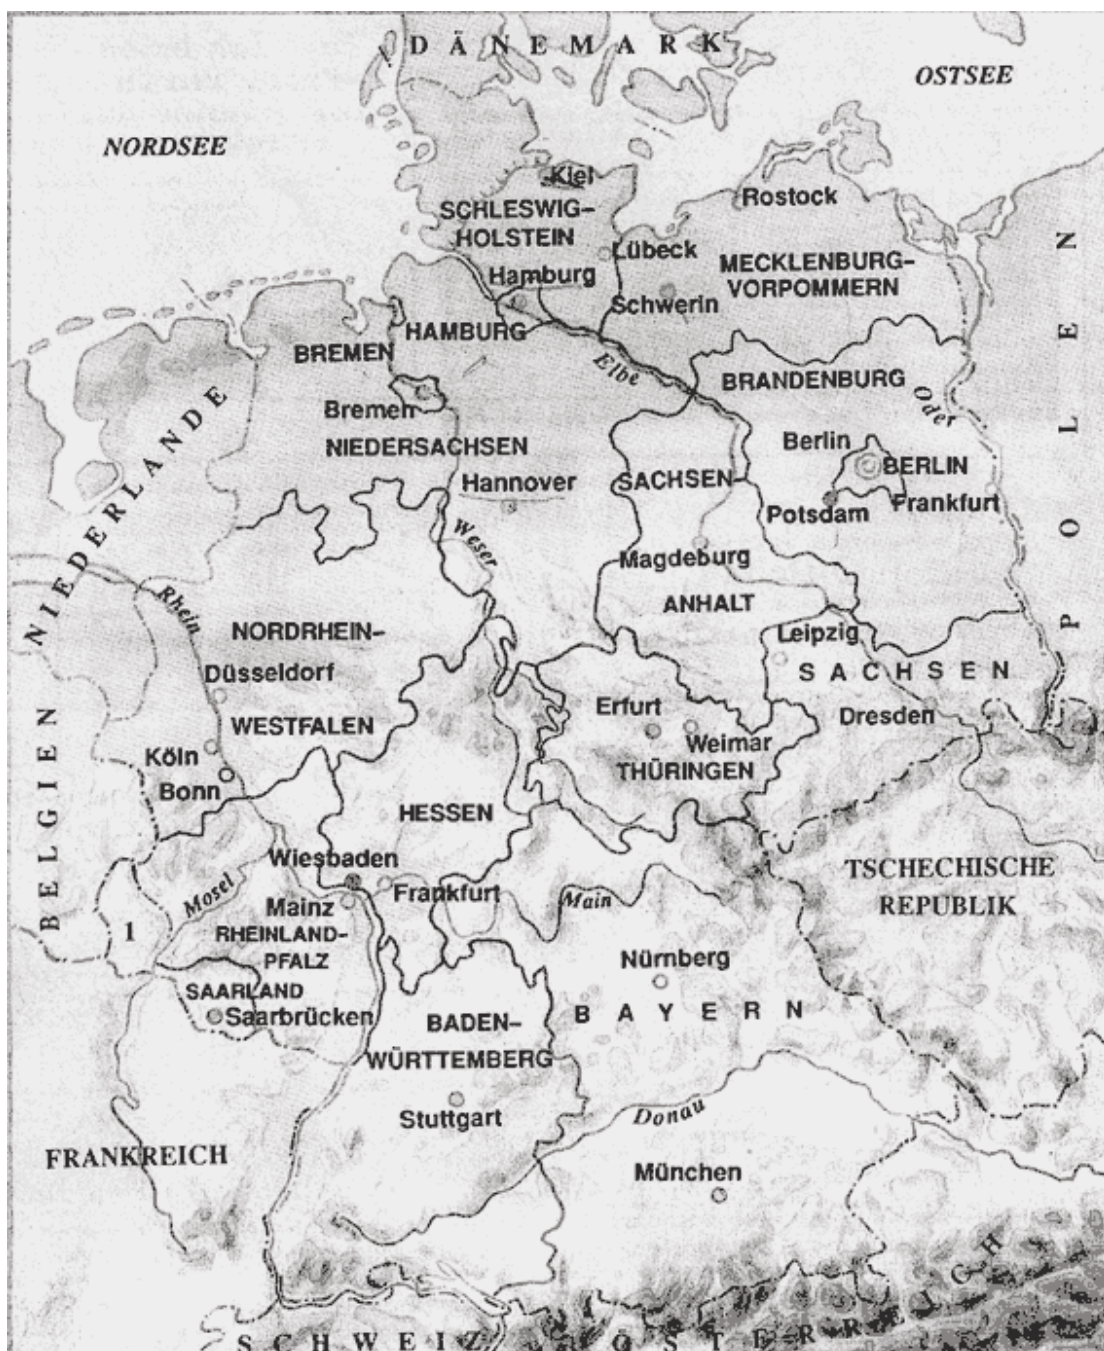 DÄNEMARK
OSTSEE
NORDSEE
Kiel
Rostock
SCHLESWIG-
HOLSTEIN
Lübeck
MECKLENBURG-
VORPOMMERN
Hamburg
Schwerin
HAMBURG
BREMEN
Elbe
BRANDENBURG
Oder
POLEN
Bremen
NIEDERLANDE
NIEDERSACHSEN
Berlin
BERLIN
Hannover
SACHSEN
Potsdam
Frankfurt
Weser
Magdeburg
Rhein
ANHALT
NORDRHEIN-
Leipzig
Düsseldorf
SACHSEN
WESTFALEN
Erfurt
Dresden
Weimar
Köln
THÜRINGEN
Bonn
BELGIEN
HESSEN
Wiesbaden
TSCHECHISCHE
REPUBLIK
Mosel
Frankfurt
Main
Mainz
1
RHEINLAND-
PFALZ
Nürnberg
SAARLAND
Saarbrücken
BAYERN
BADEN-
WÜRTTEMBERG
Stuttgart
Donau
FRANKREICH
München
SCHWEIZ
ÖSTERREICH